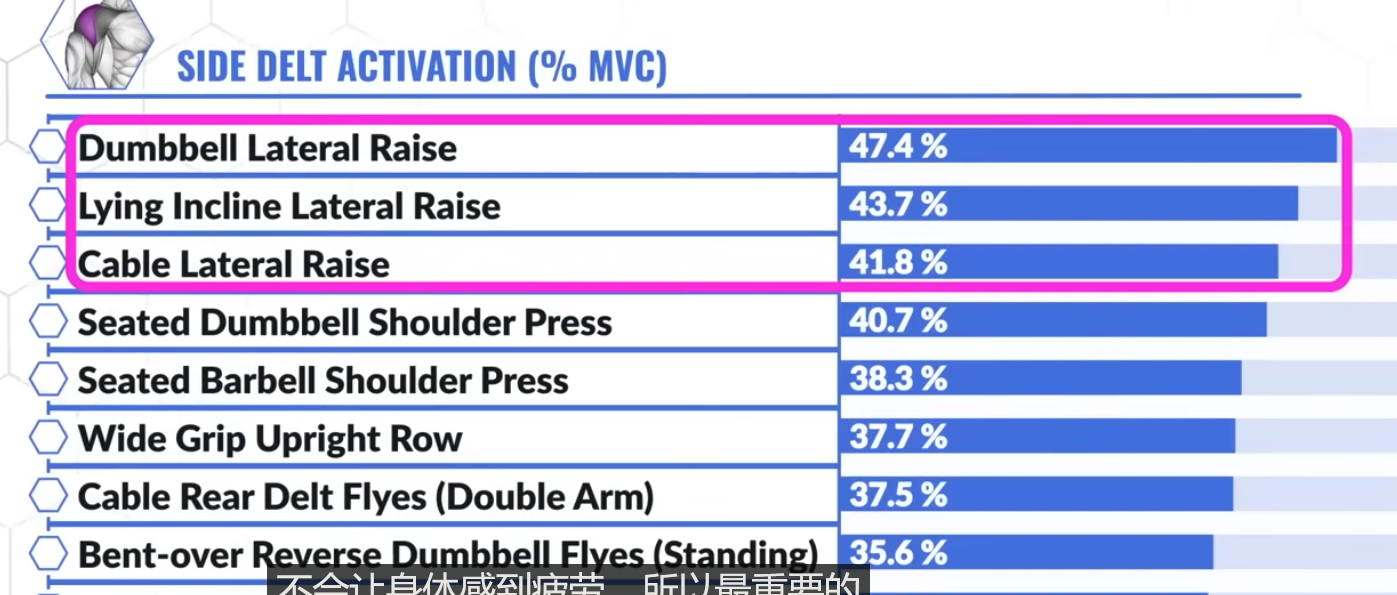 SIDE DELT ACTIVATION (% MVC)
Dumbbell Lateral Raise 47.4 %
Lying Incline Lateral Raise 43.7 %
Cable Lateral Raise 41.8 %
Seated Dumbbell Shoulder Press 40.7 %
Seated Barbell Shoulder Press 38.3 %
Wide Grip Upright Row 37.7 %
Cable Rear Delt Flyes (Double Arm) 37.5 %
Bent-over Reverse Dumbbell Flyes (Standing) 35.6 %
不会让身体感到疲劳 所以最重要的